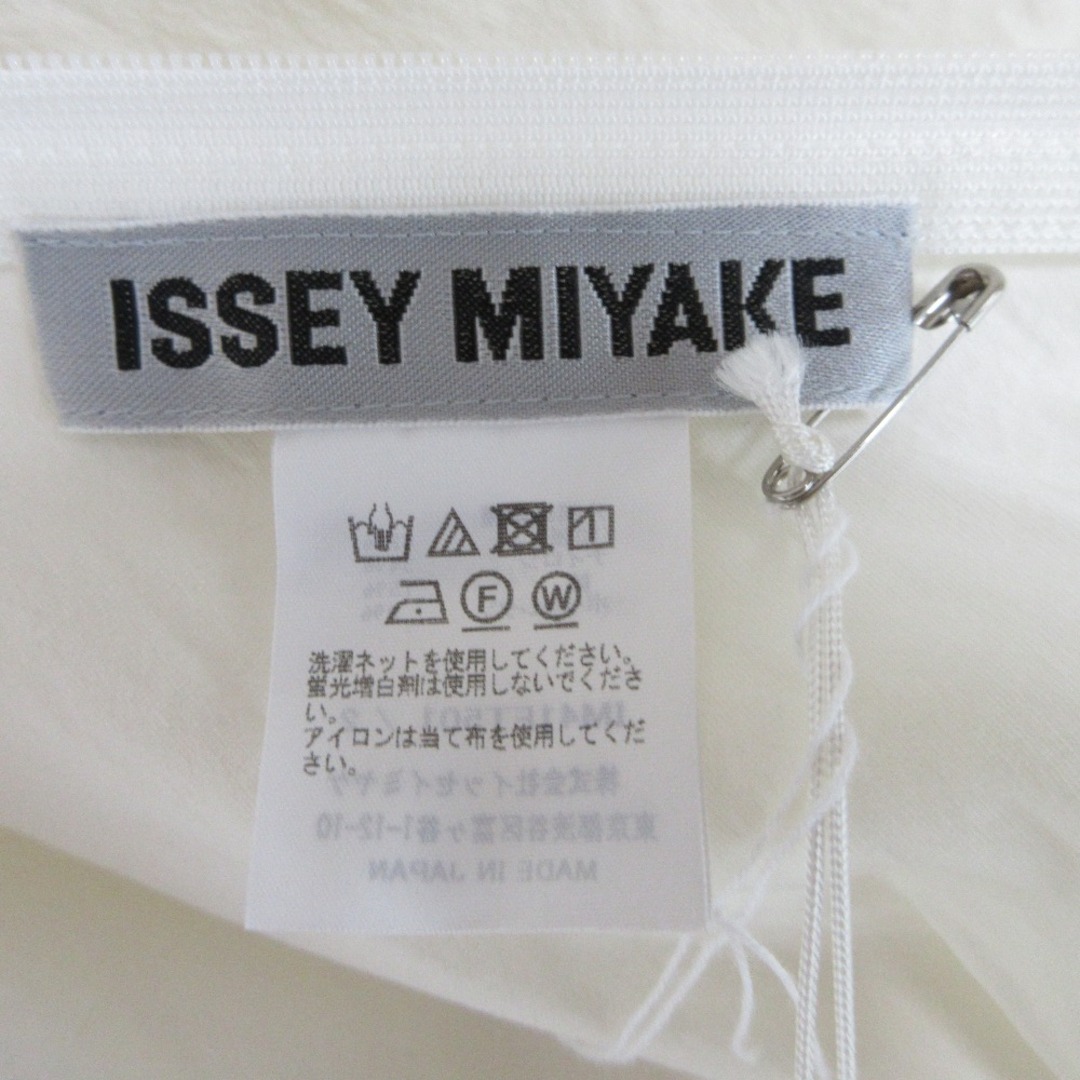 ISSEY MIYAKE
F W
洗濯ネットを使用してください。
蛍光増白剤は使用しないでくださ
い。
アイロンは当て布を使用してくだ
さい。
株式会社イッセイミヤケ
東京都渋谷区富ヶ谷1-12-10
MADE IN JAPAN